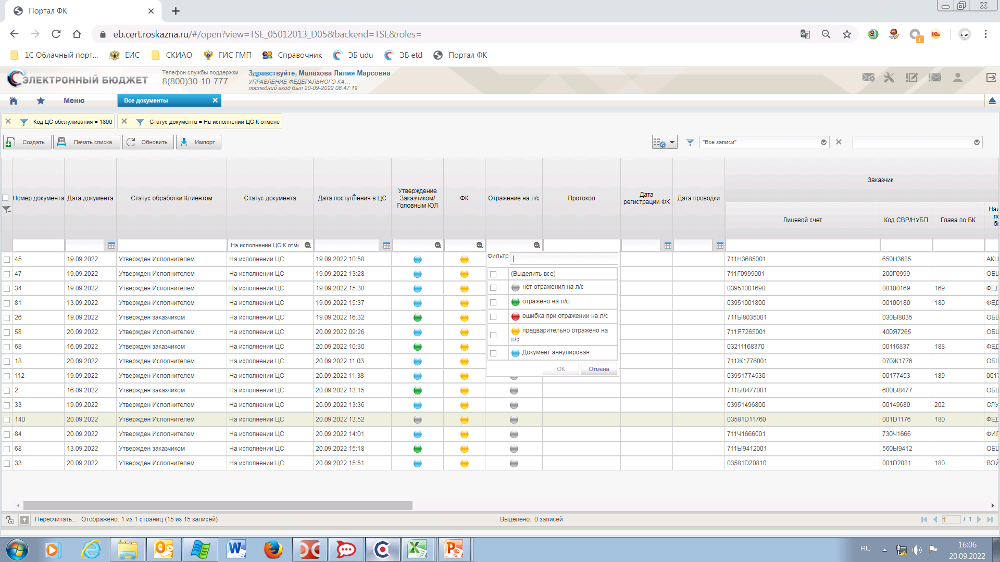 Портал ФК
eb.cert.roskazna.ru/#/open?view=TSE_05012013_D05&backend=TSE&roles=
1
1С Облачный порт...
ЕИС
СКИАО
ГИС ГМП
Справочник
ЭБ udu
ЭБ etd
Портал ФК
ЭЛЕКТРОННЫЙ БЮДЖЕТ
Телефон службы поддержки
8(800)30-10-777
Здравствуйте, Малахова Лилия Марсовна
УПРАВЛЕНИЕ ФЕДЕРАЛЬНОГО КА...
последний вход был 20-09-2022 08:47:19
Меню
Все документы
Код ЦС обслуживания = 1800
Статус документа = На исполнении ЦС;К отмене
Создать
Печать списка
Обновить
Импорт
"Все записи"
Номер документа
Дата документа
Статус обработки Клиентом
Статус документа
Дата поступления в ЦС
Утверждение Заказчиком/ Головным ЮЛ
ФК
Отражение на л/с
Протокол
Дата регистрации ФК
Дата проводки
Заказчик
Лицевой счет
Код СВР/НУБП
Глава по БК
На исполнении ЦС;К отме
45 19.09.2022 Утвержден Исполнителем На исполнении ЦС 19.09.2022 10:58 711Н3685001 650Н3685 АКЦ
47 19.09.2022 Утвержден Исполнителем На исполнении ЦС 19.09.2022 13:28 711Г0999001 200Г0999 ОБЩ
34 19.09.2022 Утвержден Исполнителем На исполнении ЦС 19.09.2022 15:30 03951001690 00100169 169 ФЕД
81 13.09.2022 Утвержден Исполнителем На исполнении ЦС 19.09.2022 15:37 03951001800 00100180 180 ФЕД
26 19.09.2022 Утвержден заказчиком На исполнении ЦС 19.09.2022 16:32 711Ы8035001 030Ы8035 ОБЩ
58 20.09.2022 Утвержден Исполнителем На исполнении ЦС 20.09.2022 09:26 711Я7265001 400Я7265 ОБЩ
68 16.09.2022 Утвержден заказчиком На исполнении ЦС 20.09.2022 10:30 03211168370 00116837 188 ФЕД
18 20.09.2022 Утвержден Исполнителем На исполнении ЦС 20.09.2022 11:03 711Ж1776001 070Ж1776 ОБЩ
112 19.09.2022 Утвержден Исполнителем На исполнении ЦС 20.09.2022 11:38 03951774530 00177453 189 0017
2 16.09.2022 Утвержден заказчиком На исполнении ЦС 20.09.2022 13:15 711Ы8477001 600Ы8477 ОБЩ
33 19.09.2022 Утвержден Исполнителем На исполнении ЦС 20.09.2022 13:36 03951496800 00149680 202 СЛУ
140 20.09.2022 Утвержден Исполнителем На исполнении ЦС 20.09.2022 13:52 03581D11760 001D1176 180 ФЕД
84 20.09.2022 Утвержден Исполнителем На исполнении ЦС 20.09.2022 14:01 711Ч1666001 730Ч1666 ФИЛ
68 13.09.2022 Утвержден заказчиком На исполнении ЦС 20.09.2022 15:18 711Ы9412001 560Ы9412 ОБЩ
33 20.09.2022 Утвержден Исполнителем На исполнении ЦС 20.09.2022 15:51 03581D20810 001D2081 180 ВОЙ
Фильтр
(Выделить все)
нет отражения на л/с
отражено на л/с
ошибка при отражении на л/с
предварительно отражено на
л/с
Документ аннулирован
ОК
Отмена
Пересчитать...
Отображено: 1 из 1 страниц (15 из 15 записей)
Выделено: 0 записей
1 / 1
RU
16:06
20.09.2022